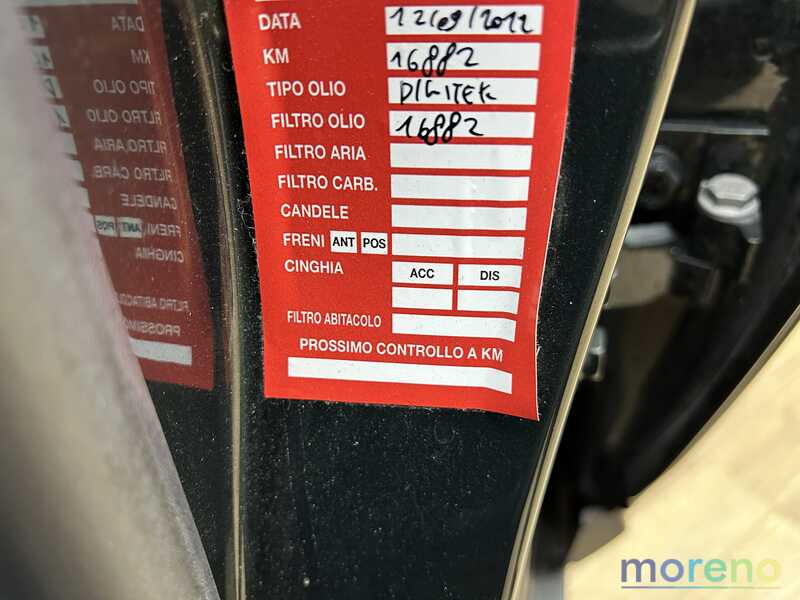 DATA 12/09/2012
KM 16882
TIPO OLIO DIGITEK
FILTRO OLIO 16882
FILTRO ARIA
FILTRO CARB.
CANDELE
FRENI ANT POS
CINGHIA ACC DIS
FILTRO ABITACOLO
PROSSIMO CONTROLLO A KM
moreno